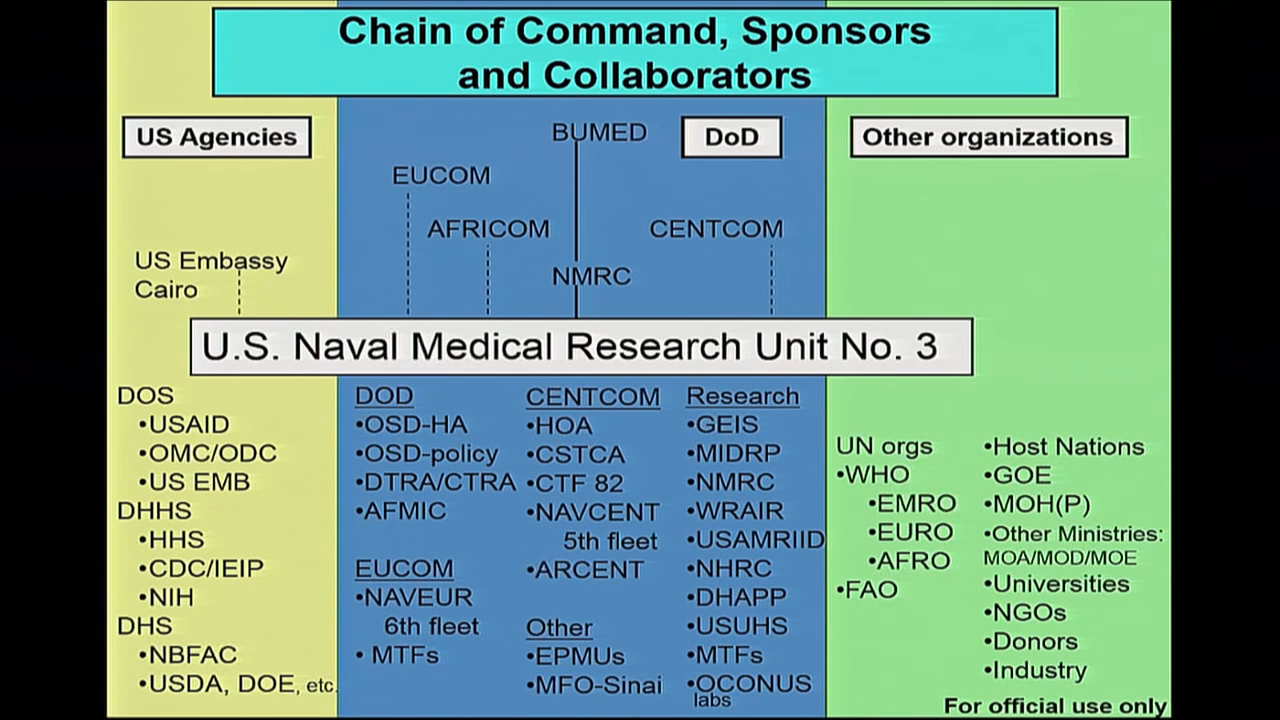 Chain of Command, Sponsors
and Collaborators
US Agencies
BUMED
DoD
Other organizations
EUCOM
AFRICOM
CENTCOM
US Embassy
Cairo
NMRC
U.S. Naval Medical Research Unit No. 3
DOS
•USAID
•OMC/ODC
•US EMB
DHHS
•HHS
•CDC/IEIP
•NIH
DHS
•NBFAC
•USDA, DOE, etc.
DOD
•OSD-HA
•OSD-policy
•DTRA/CTRA
•AFMIC
EUCOM
•NAVEUR
6th fleet
• MTFs
CENTCOM
•HOA
•CSTCA
•CTF 82
•NAVCENT
5th fleet
•ARCENT
Other
•EPMUs
•MFO-Sinai
Research
•GEIS
•MIDRP
•NMRC
•WRAIR
•USAMRIID
•NHRC
•DHAPP
•USUHS
•MTFs
•OCONUS
labs
UN orgs
•WHO
•EMRO
•EURO
•AFRO
•FAO
•Host Nations
•GOE
•MOH(P)
•Other Ministries:
MOA/MOD/MOE
•Universities
•NGOs
•Donors
•Industry
For official use only